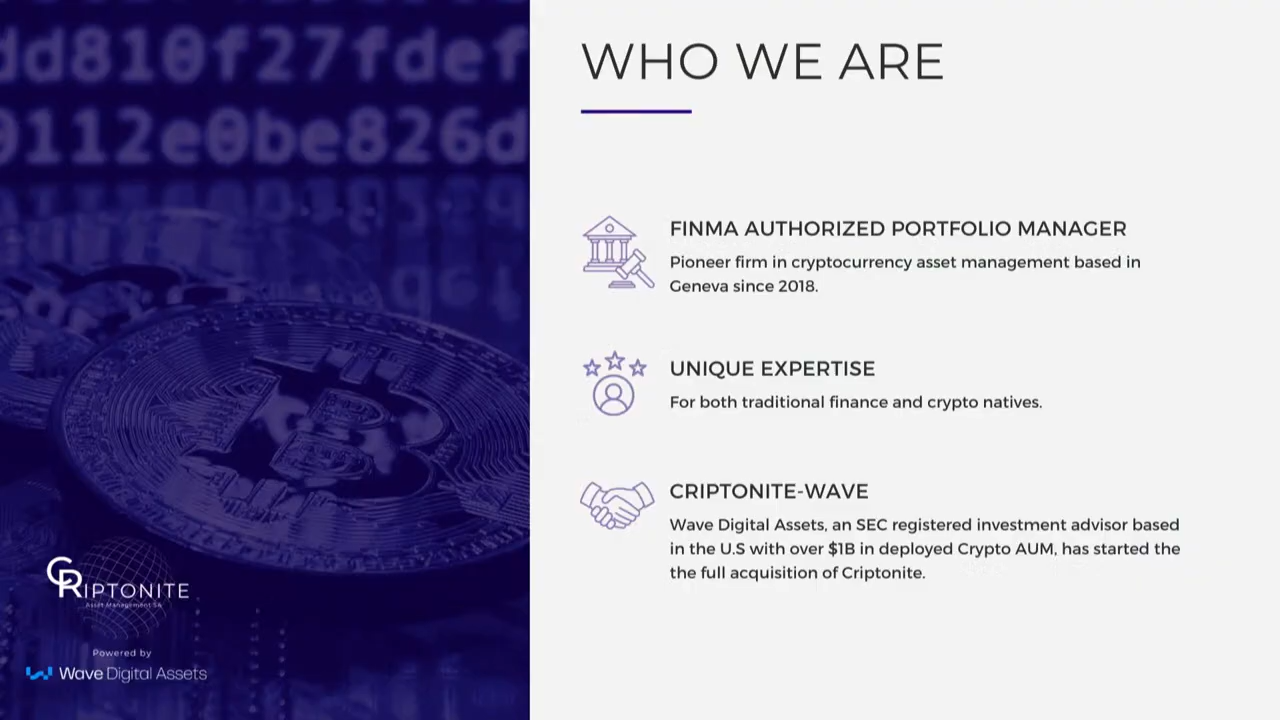 dd810f27fdef
0112e0be826d
WHO WE ARE
FINMA AUTHORIZED PORTFOLIO MANAGER
Pioneer firm in cryptocurrency asset management based in
Geneva since 2018.
UNIQUE EXPERTISE
For both traditional finance and crypto natives.
CRIPTONITE-WAVE
Wave Digital Assets, an SEC registered investment advisor based
in the U.S with over $1B in deployed Crypto AUM, has started the
the full acquisition of Criptonite.
CRIPTONITE
Asset Management SA
Powered by
Wave Digital Assets